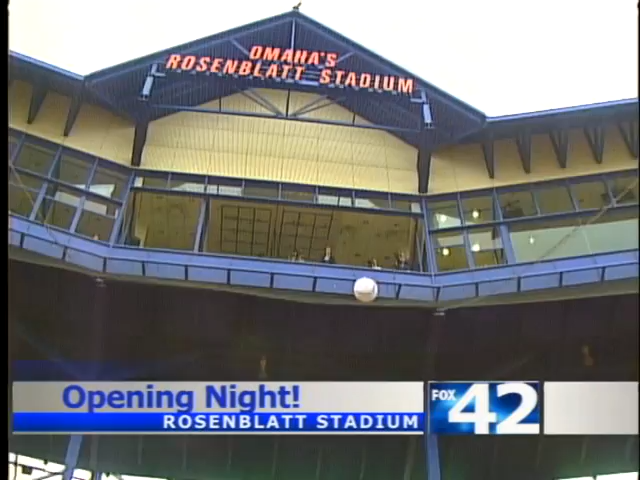 OMAHA'S
ROSENBLATT STADIUM
Opening Night!
ROSENBLATT STADIUM
FOX 42